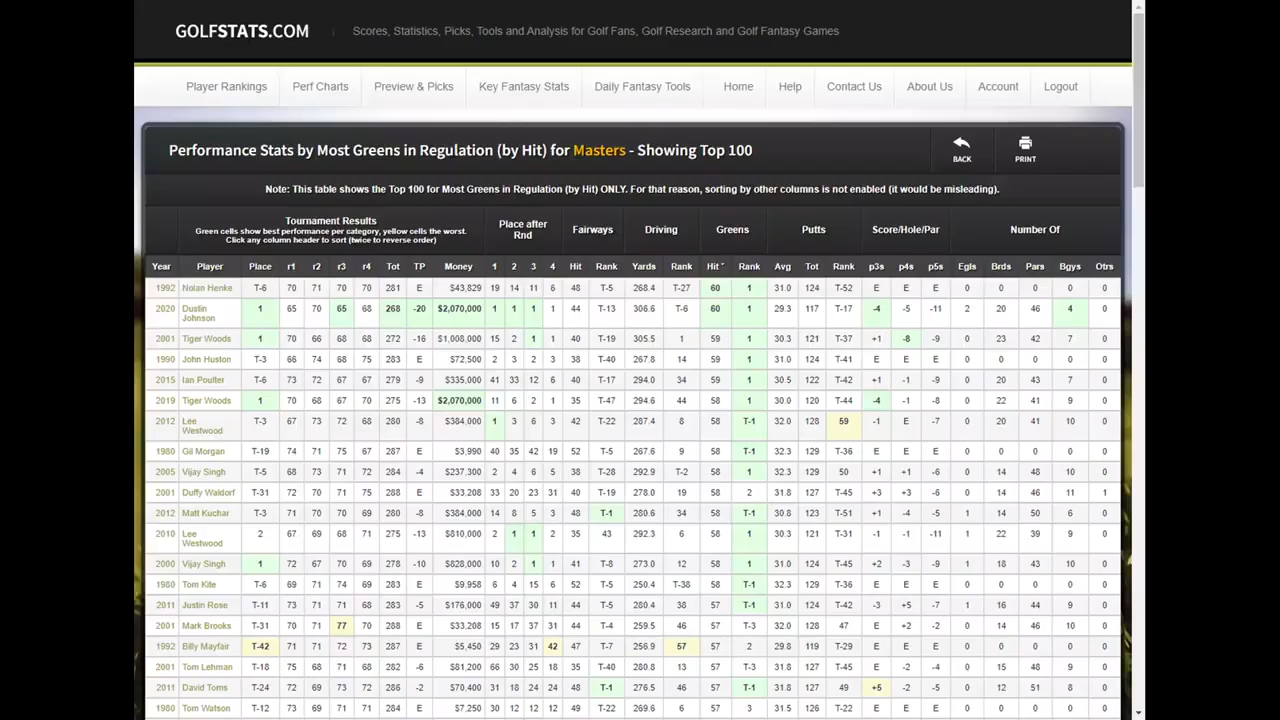 GOLFSTATS.COM Scores, Statistics, Picks, Tools and Analysis for Golf Fans, Golf Research and Golf Fantasy Games
Player Rankings Perf Charts Preview & Picks Key Fantasy Stats Daily Fantasy Tools Home Help Contact Us About Us Account Logout
Performance Stats by Most Greens in Regulation (by Hit) for Masters - Showing Top 100
BACK PRINT
Note: This table shows the Top 100 for Most Greens in Regulation (by Hit) ONLY. For that reason, sorting by other columns is not enabled (it would be misleading).
Tournament Results
Green cells show best performance per category, yellow cells the worst.
Click any column header to sort (twice to reverse order)
Place after
Rnd
Fairways Driving Greens Putts Score/Hole/Par Number Of
Year Player Place r1 r2 r3 r4 Tot TP Money 1 2 3 4 Hit Rank Yards Rank Hit Rank Avg Tot Rank p3s p4s p5s Egls Brds Pars Bgys Otrs
1992 Nolan Henke T-6 70 71 70 70 281 E $43,829 19 14 11 6 48 T-5 268.4 T-27 60 1 31.0 124 T-52 E E E 0 0 0 0 0
2020 Dustin Johnson 1 65 70 65 68 268 -20 $2,070,000 1 1 1 1 44 T-13 306.6 T-6 60 1 29.3 117 T-17 -4 -5 -11 2 20 46 4 0
2001 Tiger Woods 1 70 66 68 68 272 -16 $1,008,000 15 2 1 1 40 T-19 305.5 1 59 1 30.3 121 T-37 +1 -8 -9 0 23 42 7 0
1990 John Huston T-3 66 74 68 75 283 E $72,500 2 3 2 3 38 T-40 267.8 14 59 1 31.0 124 T-41 E E E 0 0 0 0 0
2015 Ian Poulter T-6 73 72 67 67 279 -9 $335,000 41 33 12 6 40 T-17 294.0 34 59 1 30.5 122 T-42 +1 -1 -9 0 20 43 7 0
2019 Tiger Woods 1 70 68 67 70 275 -13 $2,070,000 11 6 2 1 35 T-47 294.6 44 58 1 30.0 120 T-44 -4 -1 -8 0 22 41 9 0
2012 Lee Westwood T-3 67 73 72 68 280 -8 $384,000 1 3 6 3 42 T-22 287.4 8 58 T-1 32.0 128 59 -1 E -7 0 20 41 10 0
1980 Gil Morgan T-19 74 71 75 67 287 E $3,990 40 35 42 19 52 T-5 267.6 9 58 T-1 32.3 129 T-36 E E E 0 0 0 0 0
2005 Vijay Singh T-5 68 73 71 72 284 -4 $237,300 2 4 6 5 38 T-28 292.9 T-2 58 1 32.3 129 50 +1 +1 -6 0 14 48 10 0
2001 Duffy Waldorf T-31 72 70 71 75 288 E $33,208 33 20 23 31 40 T-19 278.0 19 58 2 31.8 127 T-45 +3 +3 -6 0 14 46 11 1
2012 Matt Kuchar T-3 71 70 70 69 280 -8 $384,000 14 8 5 3 48 T-1 280.6 34 58 T-1 30.8 123 T-51 +1 -4 -5 1 14 50 6 0
2010 Lee Westwood 2 67 69 68 71 275 -13 $810,000 2 1 1 2 35 43 292.3 6 58 1 30.3 121 T-31 -1 -1 -11 1 22 39 9 0
2000 Vijay Singh 1 72 67 70 69 278 -10 $828,000 10 2 1 1 41 T-8 273.0 12 58 1 31.0 124 T-45 +2 -3 -9 1 18 43 10 0
1980 Tom Kite T-6 69 71 74 69 283 E $9,958 6 4 15 6 52 T-5 250.4 T-38 58 T-1 32.3 129 T-36 E E E 0 0 0 0 0
2011 Justin Rose T-11 73 71 71 68 283 -5 $176,000 49 37 30 11 44 T-5 280.4 38 57 T-1 31.0 124 T-42 -3 +5 -7 1 16 44 9 0
2001 Mark Brooks T-31 70 71 77 70 288 E $33,208 15 17 37 31 44 T-4 259.5 46 57 T-3 32.0 128 47 E +2 -2 0 14 46 10 0
1992 Billy Mayfair T-42 71 71 72 73 287 E $5,450 29 23 31 42 47 T-7 256.9 57 57 2 29.8 119 T-29 E E E 0 0 0 0 0
2001 Tom Lehman T-18 75 68 71 68 282 -6 $81,200 66 30 25 18 35 T-40 280.8 13 57 T-3 31.8 127 T-45 E -2 -4 0 15 48 9 0
2011 David Toms T-24 72 69 73 72 286 -2 $70,400 31 18 24 24 48 T-1 276.5 46 57 T-1 31.8 127 49 +5 -2 -5 0 12 51 8 0
1980 Tom Watson T-12 73 69 71 71 284 E $7,250 30 12 12 12 49 T-22 269.6 6 57 3 31.5 126 T-22 E E E 0 0 0 0 0